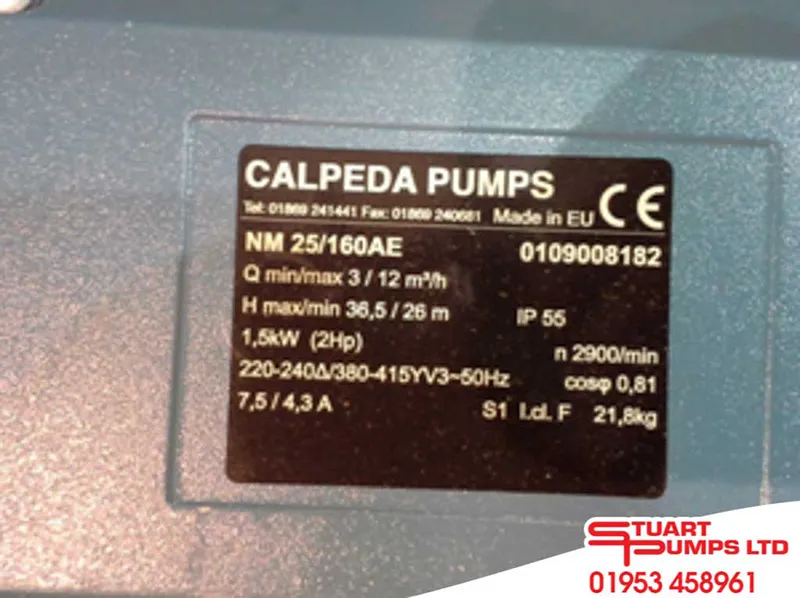 CALPEDA PUMPS
Tel: 01869 241441 Fax: 01869 240681 Made in EU CE
NM 25/160AE 0109008182
Q min/max 3 / 12 m³/h
H max/min 36,5 / 26 m IP 55
1,5kW (2Hp) n 2900/min
220-240Δ/380-415YV3~50Hz cosφ 0,81
7,5 / 4,3 A S1 I.cl. F 21,8kg
STUART
PUMPS LTD
01953 458961